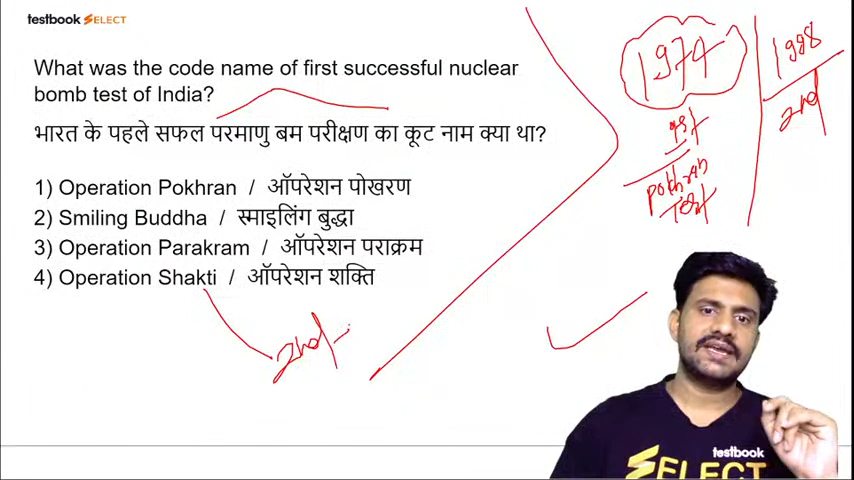 testbook SELECT
What was the code name of first successful nuclear
bomb test of India?
भारत के पहले सफल परमाणु बम परीक्षण का कूट नाम क्या था?
1) Operation Pokhran / ऑपरेशन पोखरण
2) Smiling Buddha / स्माइलिंग बुद्धा
3) Operation Parakram / ऑपरेशन पराक्रम
4) Operation Shakti / ऑपरेशन शक्ति
2nd
1974
1st
pokhran
Test
1998
2nd
testbook
SELECT